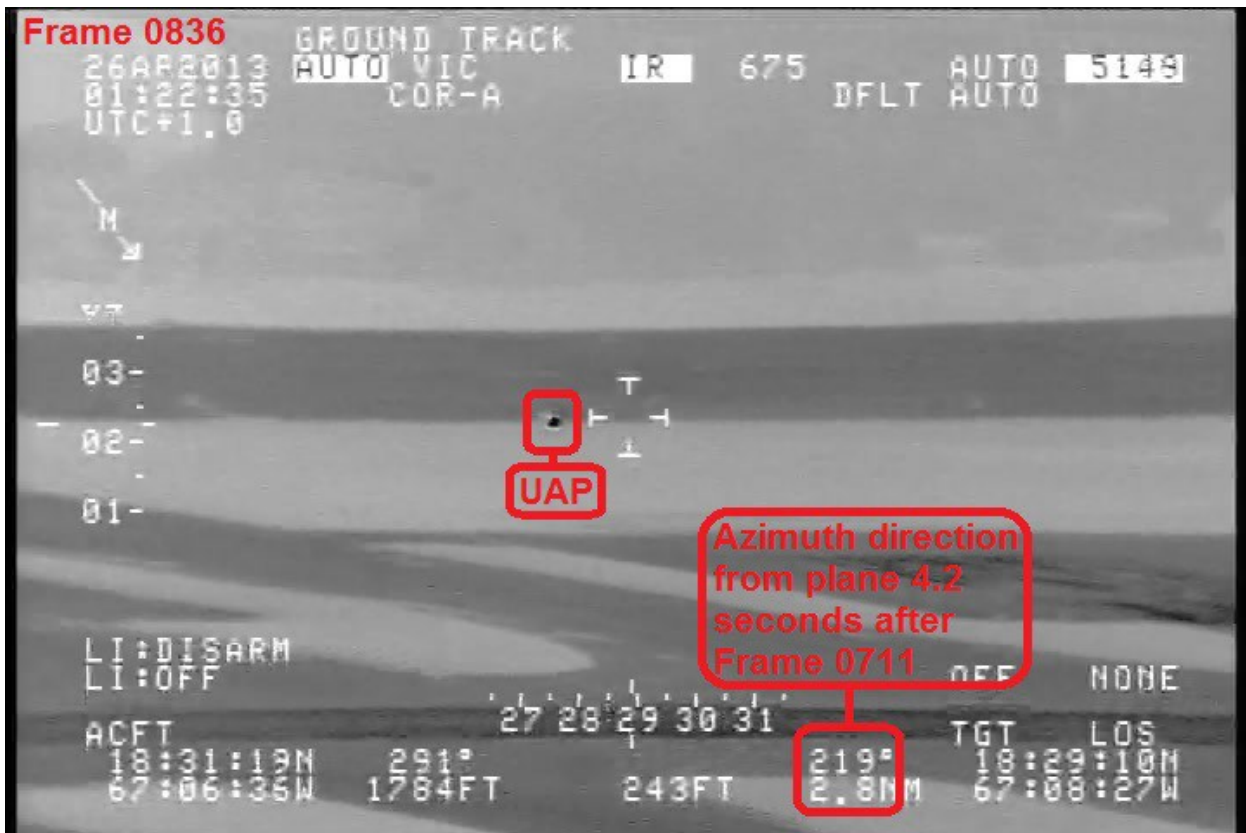 Frame 0836
GROUND TRACK
26APR2013 AUTO VIC IR 675 AUTO 5149
01:22:35 COR-A DFLT AUTO
UTC+1.0
M
03-
02-
01-
UAP
Azimuth direction
from plane 4.2
seconds after
Frame 0711
LI:DISARM
LI:OFF OFF NONE
27 28 29 30 31
ACFT TGT LOS
18:31:19N 291° 219° 18:29:10N
67:06:36W 1784FT 243FT 2.8NM 67:08:27W